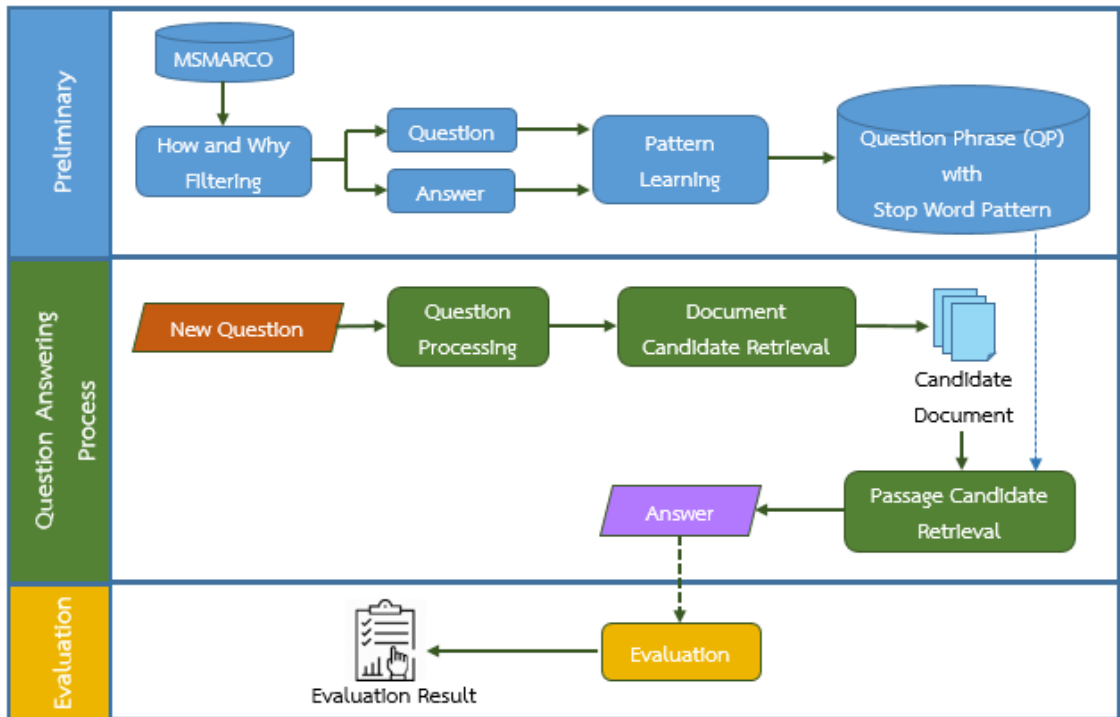 Preliminary
MSMARCO
How and Why
Filtering
Question
Answer
Pattern
Learning
Question Phrase (QP)
with
Stop Word Pattern
Question Answering
Process
New Question
Question
Processing
Document
Candidate Retrieval
Candidate
Document
Passage Candidate
Retrieval
Answer
Evaluation
Evaluation
Evaluation Result